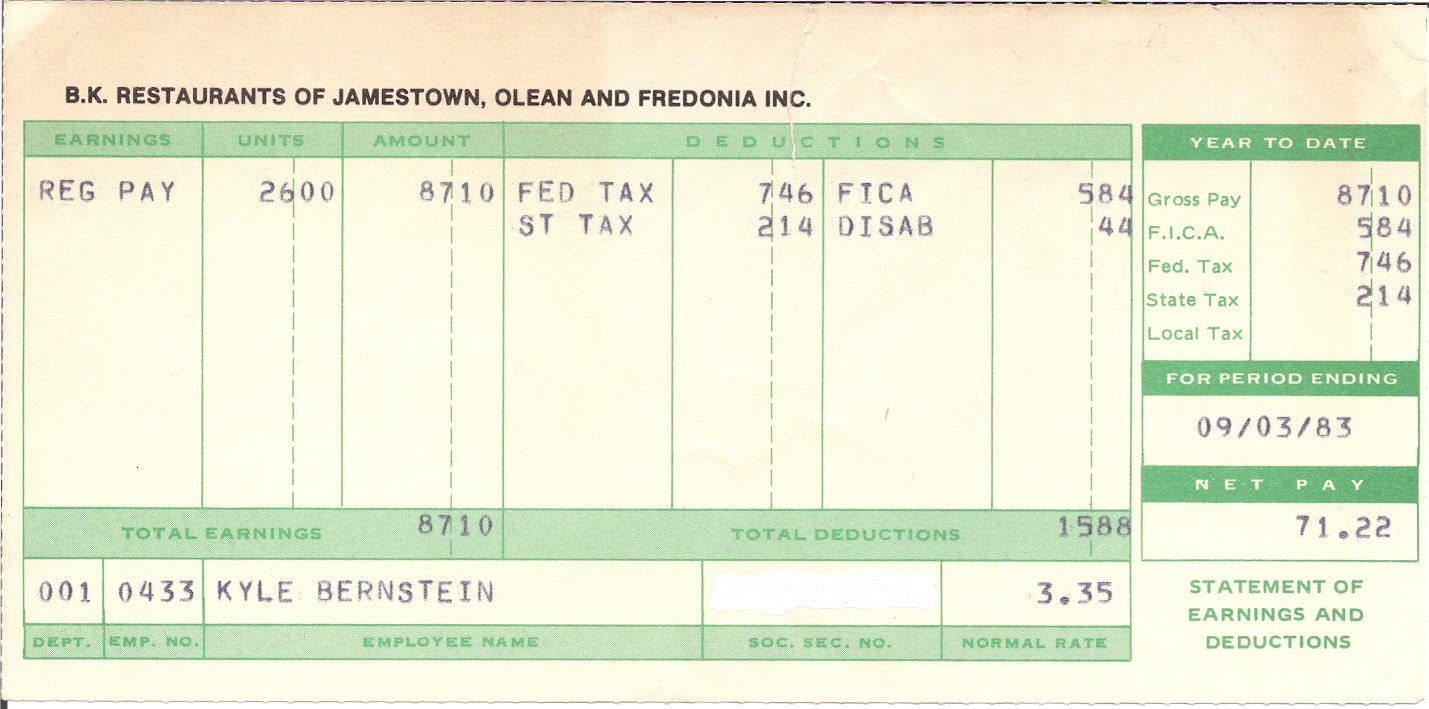 B.K. RESTAURANTS OF JAMESTOWN, OLEAN AND FREDONIA INC.
EARNINGS UNITS AMOUNT DEDUCTIONS YEAR TO DATE
REG PAY 2600 8710 FED TAX 746 FICA 584 Gross Pay 8710
ST TAX 214 DISAB 44 F.I.C.A. 584
Fed. Tax 746
State Tax 214
Local Tax
FOR PERIOD ENDING
09/03/83
NET PAY
TOTAL EARNINGS 8710 TOTAL DEDUCTIONS 1588 71.22
001 0433 KYLE BERNSTEIN 3.35
DEPT. EMP. NO. EMPLOYEE NAME SOC. SEC. NO. NORMAL RATE
STATEMENT OF
EARNINGS AND
DEDUCTIONS